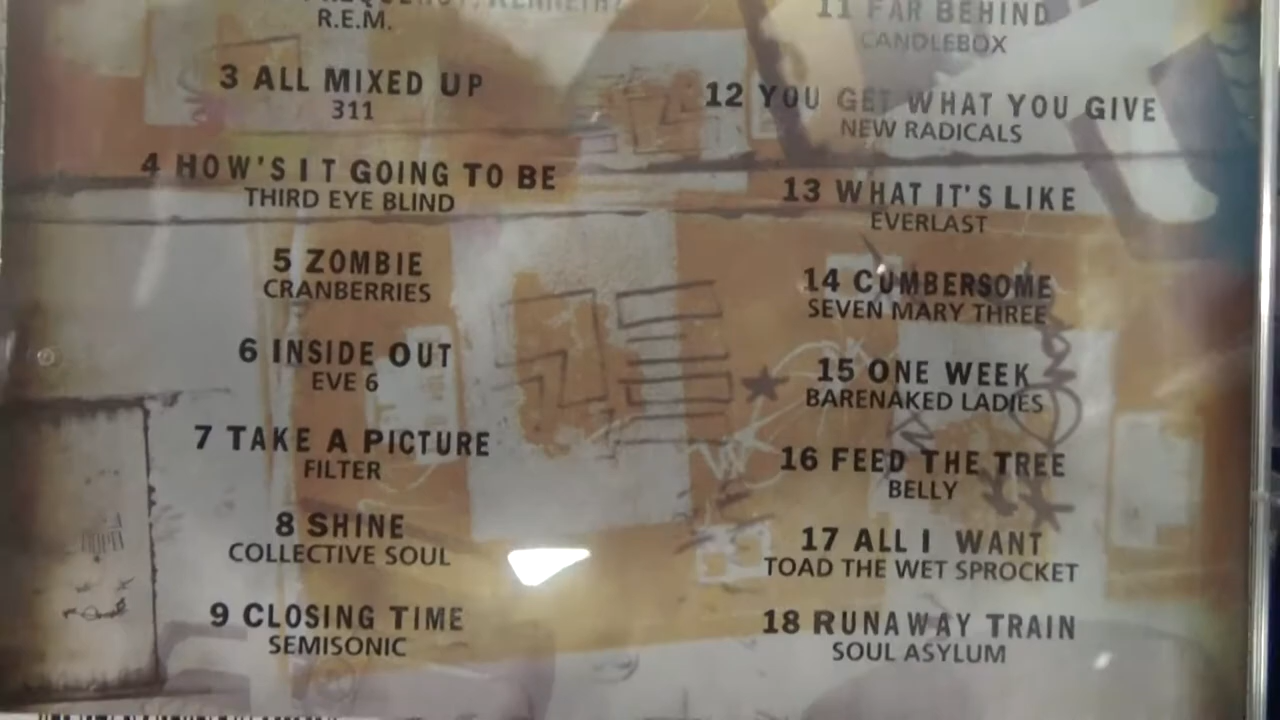 FREQUENCY, KENNETH?
R.E.M.
3 ALL MIXED UP
311
4 HOW'S IT GOING TO BE
THIRD EYE BLIND
5 ZOMBIE
CRANBERRIES
6 INSIDE OUT
EVE 6
7 TAKE A PICTURE
FILTER
8 SHINE
COLLECTIVE SOUL
9 CLOSING TIME
SEMISONIC
11 FAR BEHIND
CANDLEBOX
12 YOU GET WHAT YOU GIVE
NEW RADICALS
13 WHAT IT'S LIKE
EVERLAST
14 CUMBERSOME
SEVEN MARY THREE
15 ONE WEEK
BARENAKED LADIES
16 FEED THE TREE
BELLY
17 ALL I WANT
TOAD THE WET SPROCKET
18 RUNAWAY TRAIN
SOUL ASYLUM